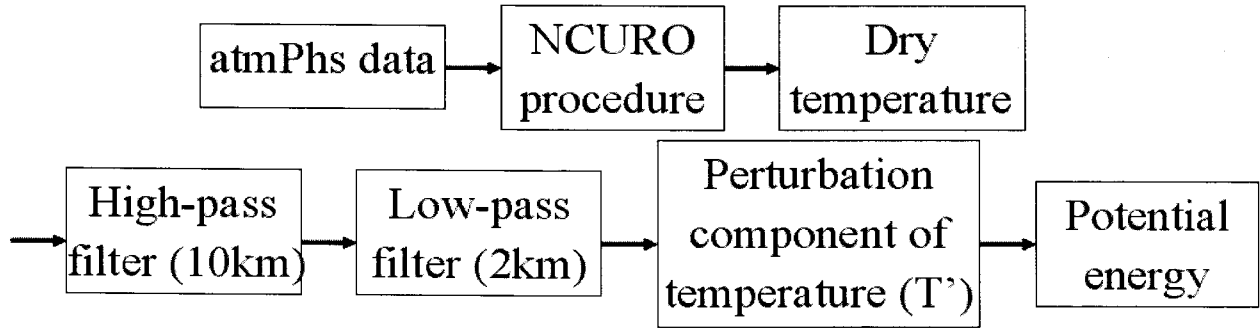 atmPhs data
NCURO
procedure
Dry
temperature
High-pass
filter (10km)
Low-pass
filter (2km)
Perturbation
component of
temperature (T’)
Potential
energy